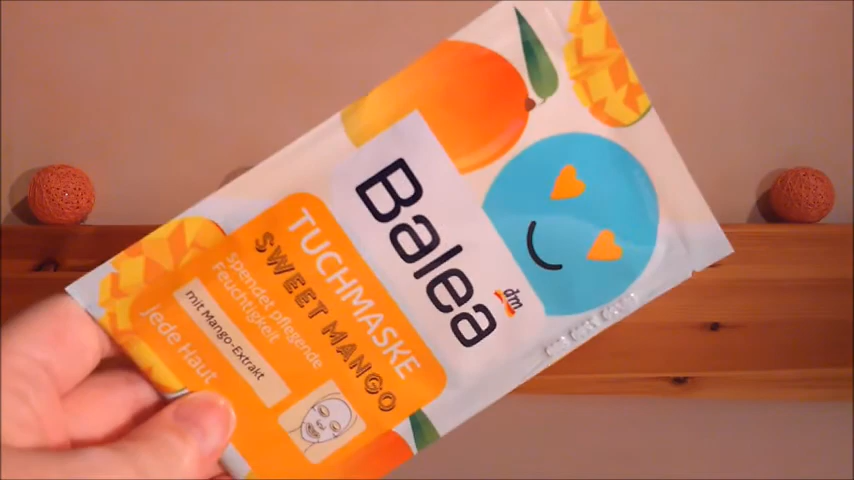 Balea
dm
TUCHMASKE
SWEET MANGO
Spendet pflegende
Feuchtigkeit
mit Mango-Extrakt
Jede Haut